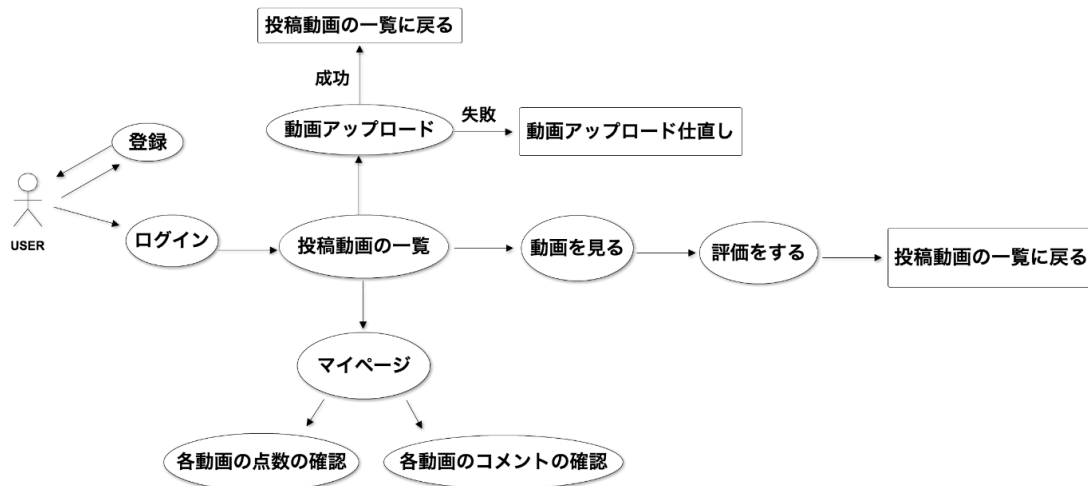 投稿動画の一覧に戻る
成功
動画アップロード
失敗
動画アップロード仕直し
登録
USER
ログイン
投稿動画の一覧
動画を見る
評価をする
投稿動画の一覧に戻る
マイページ
各動画の点数の確認
各動画のコメントの確認